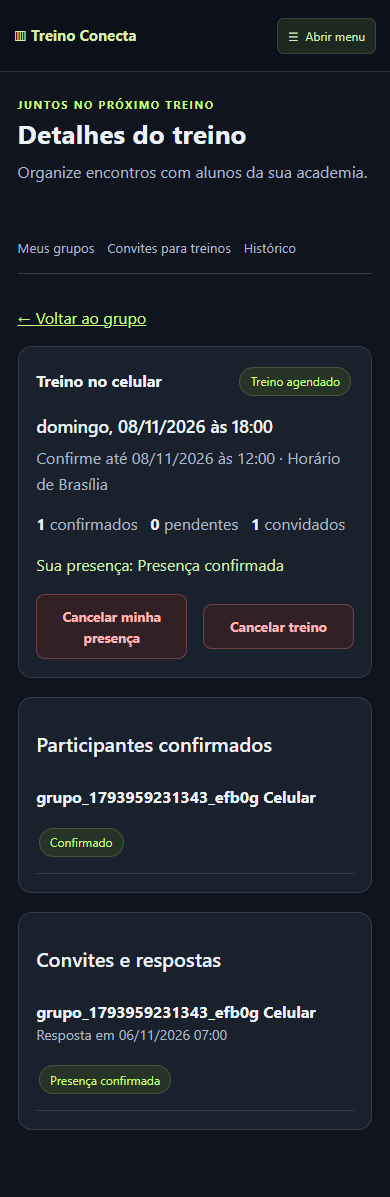 Treino Conecta
☰ Abrir menu
JUNTOS NO PRÓXIMO TREINO
Detalhes do treino
Organize encontros com alunos da sua academia.
Meus grupos Convites para treinos Histórico
← Voltar ao grupo
Treino no celular
Treino agendado
domingo, 08/11/2026 às 18:00
Confirme até 08/11/2026 às 12:00 · Horário
de Brasília
1 confirmados 0 pendentes 1 convidados
Sua presença: Presença confirmada
Cancelar minha
presença
Cancelar treino
Participantes confirmados
grupo_1793959231343_efb0g Celular
Confirmado
Convites e respostas
grupo_1793959231343_efb0g Celular
Resposta em 06/11/2026 07:00
Presença confirmada